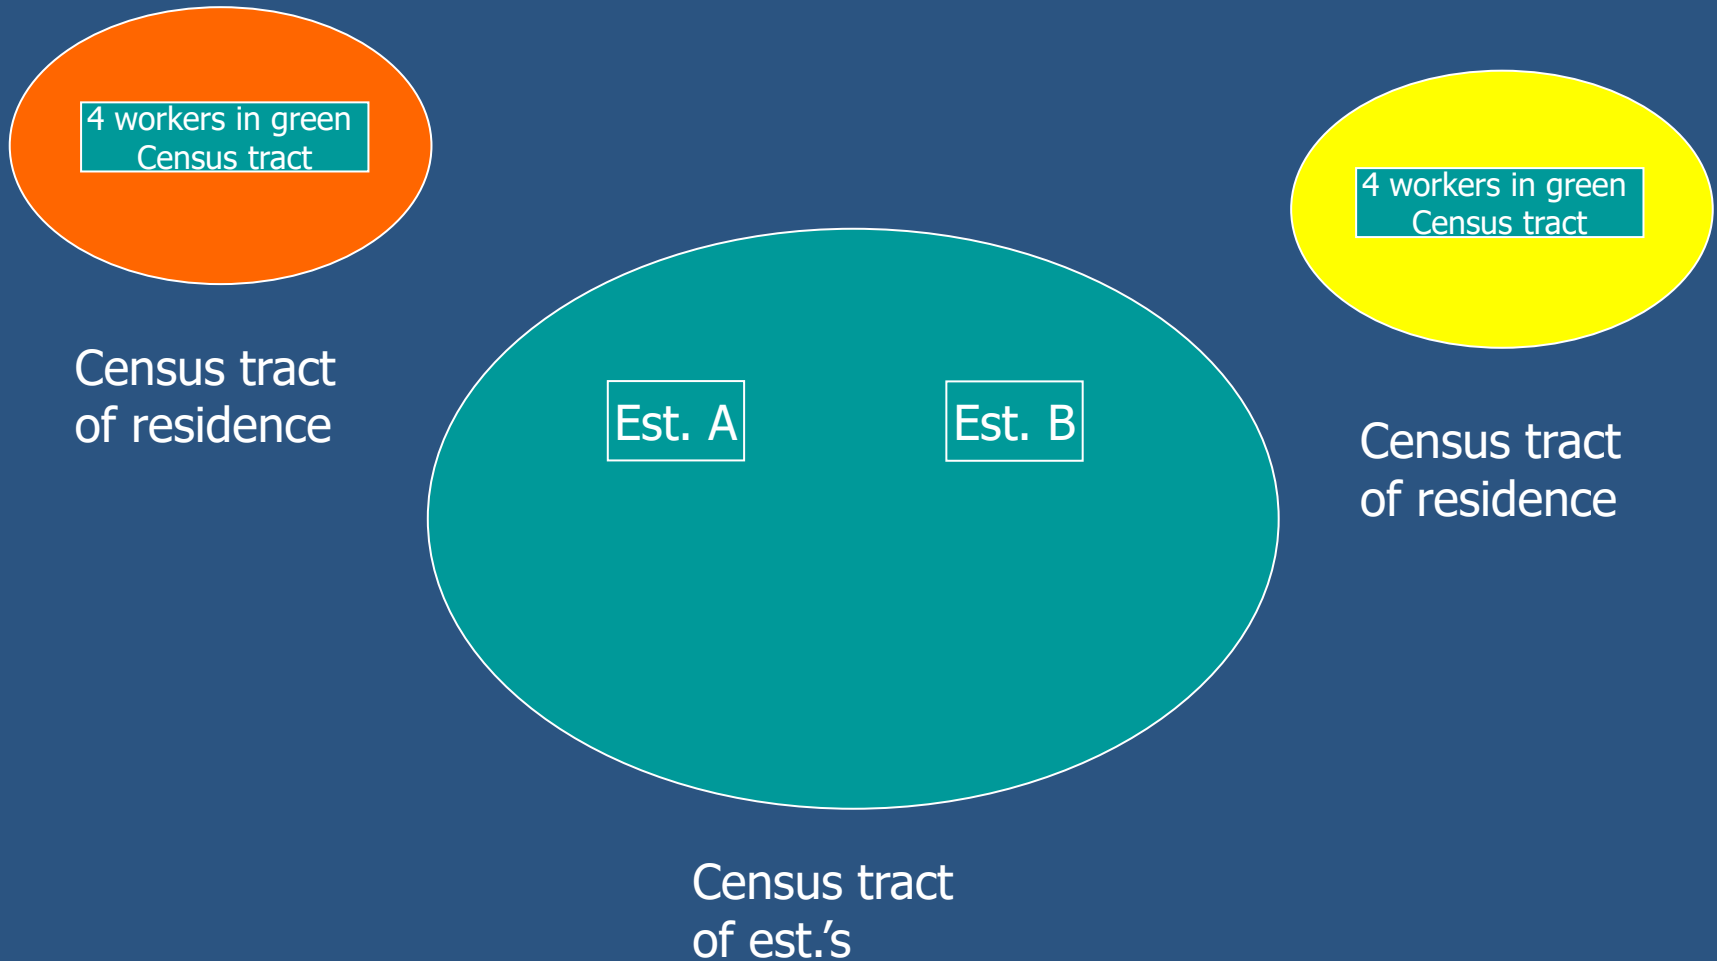 4 workers in green
Census tract
Census tract
of residence
4 workers in green
Census tract
Census tract
of residence
Est. A
Est. B
Census tract
of est.’s